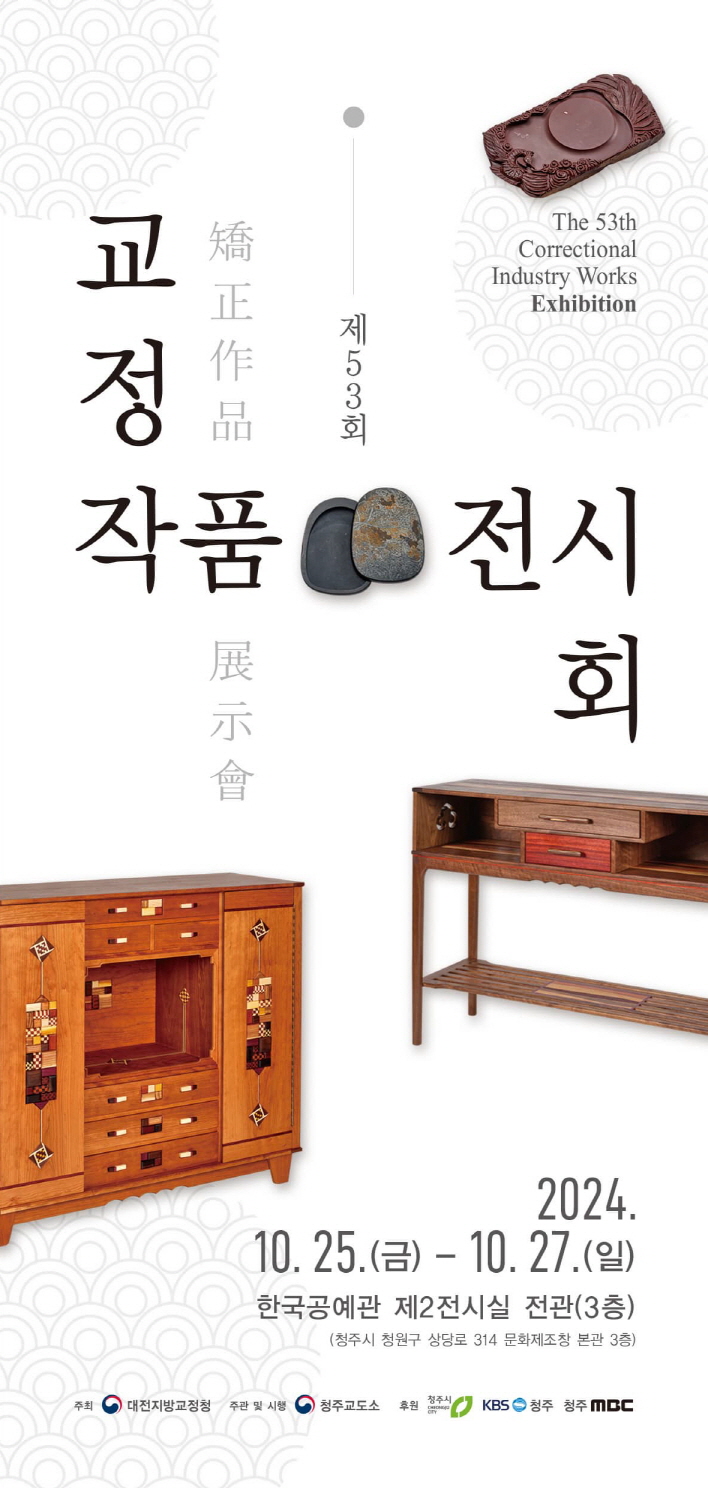 The 53th
Correctional
Industry Works
Exhibition
제53회
교정
작품 전시
회
矯正作品
展示會
2024.
10. 25.(금) – 10. 27.(일)
한국공예관 제2전시실 전관(3층)
(청주시 청원구 상당로 314 문화제조창 본관 3층)
주최 대전지방교정청 주관 및 시행 청주교도소 후원 청주시 CHEONGJU CITY KBS 청주 청주 MBC